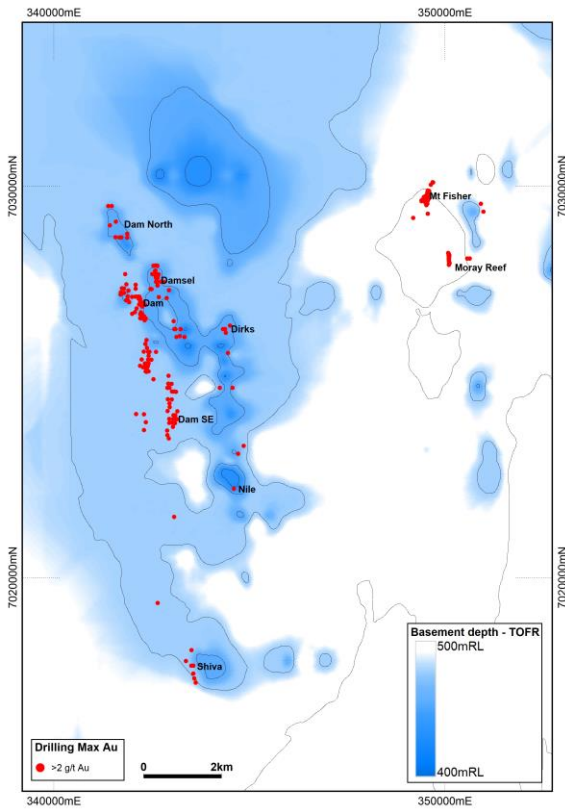 340000mE
350000mE
7030000mN
7030000mN
Mt Fisher
Dam North
Moray Reef
Damsel
Dam
Dirks
Dam SE
Nile
7020000mN
7020000mN
Basement depth - TOFR
500mRL
Shiva
400mRL
Drilling Max Au
>2 g/t Au
0
2km
340000mE
350000mE